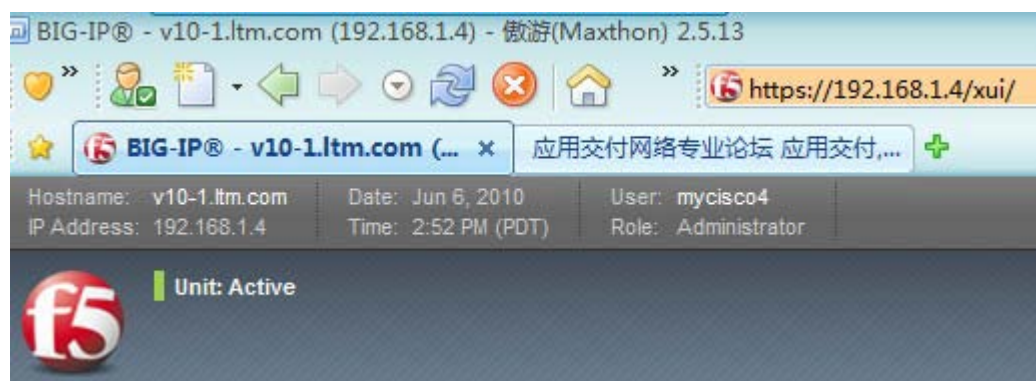 BIG-IP® - v10-1.ltm.com (192.168.1.4) - 傲游(Maxthon) 2.5.13
https://192.168.1.4/xui/
BIG-IP® - v10-1.ltm.com (... × 应用交付网络专业论坛 应用交付,...
Hostname: v10-1.ltm.com Date: Jun 6, 2010 User: mycisco4
IP Address: 192.168.1.4 Time: 2:52 PM (PDT) Role: Administrator
f5 Unit: Active